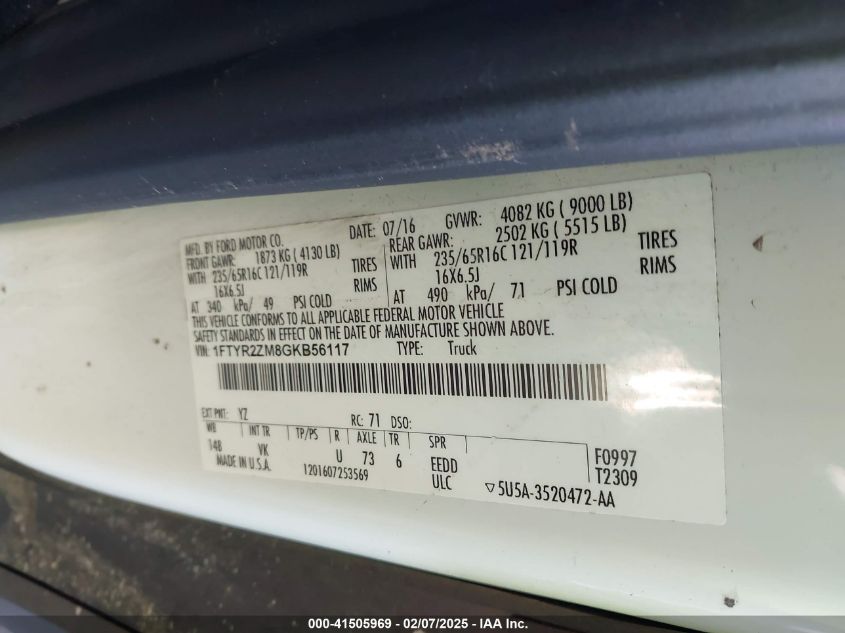 MFD. BY FORD MOTOR CO. DATE: 07/16 GVWR: 4082 KG ( 9000 LB)
FRONT GAWR: 1873 KG ( 4130 LB) REAR GAWR: 2502 KG ( 5515 LB)
WITH 235/65R16C 121/119R TIRES WITH 235/65R16C 121/119R TIRES
16X6.5J RIMS 16X6.5J RIMS
AT 340 kPa/ 49 PSI COLD AT 490 kPa/ 71 PSI COLD
THIS VEHICLE CONFORMS TO ALL APPLICABLE FEDERAL MOTOR VEHICLE
SAFETY STANDARDS IN EFFECT ON THE DATE OF MANUFACTURE SHOWN ABOVE.
VIN: 1FTYR2ZM8GKB56117 TYPE: Truck
EXT PNT: YZ RC: 71 DSO:
WB INT TR TP/PS R AXLE TR SPR
148 VK U 73 6 EEDD
F0997
MADE IN U.S.A. 1201607253569 ULC ▽5U5A-3520472-AA
T2309
000-41505969 - 02/07/2025 - IAA Inc.